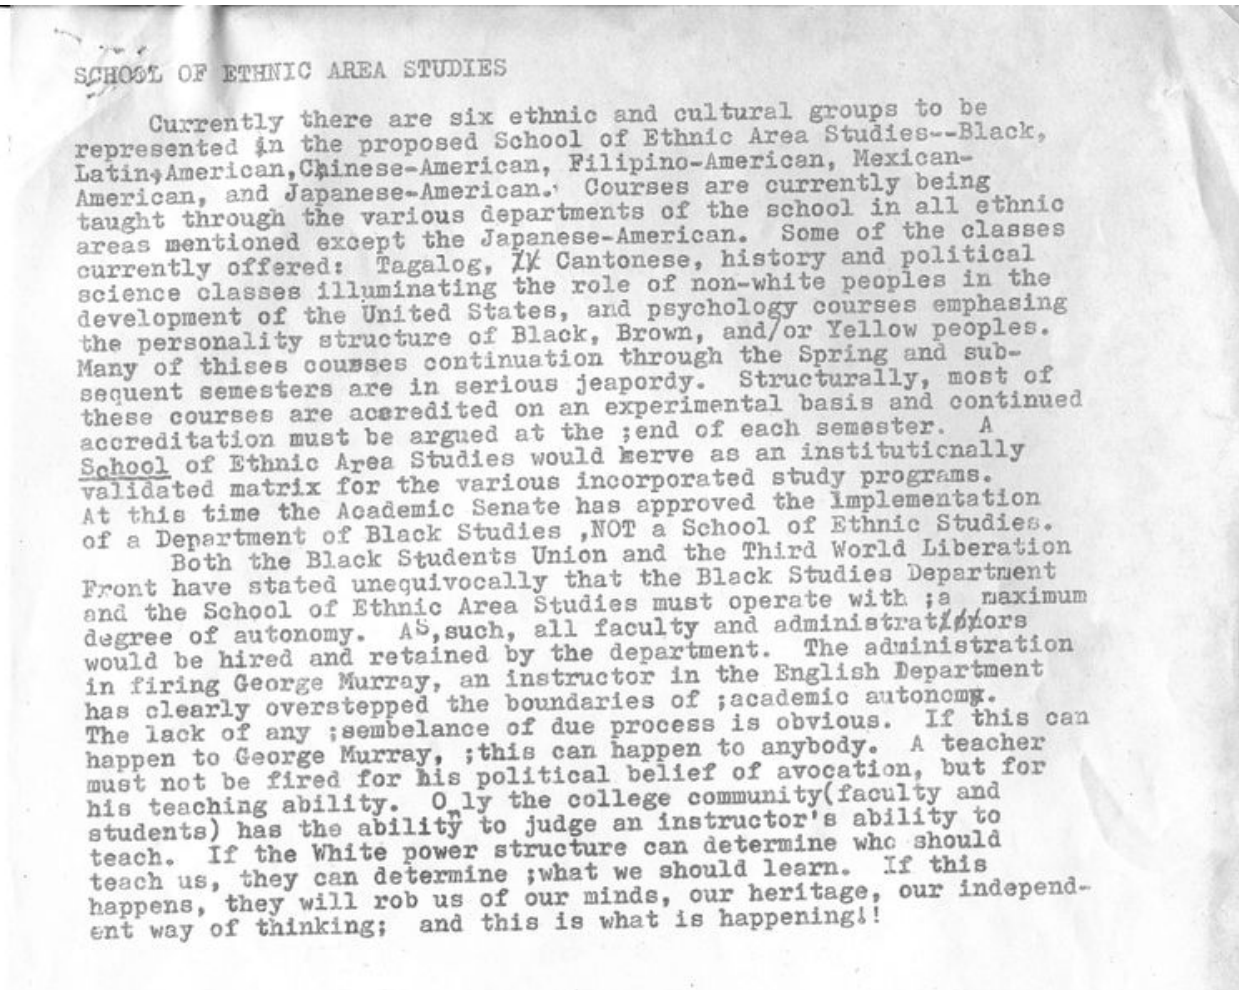 SCHOOL OF ETHNIC AREA STUDIES
Currently there are six ethnic and cultural groups to be
represented in the proposed School of Ethnic Area Studies--Black,
Latin,American,Chinese-American, Filipino-American, Mexican-
American, and Japanese-American. Courses are currently being
taught through the various departments of the school in all ethnic
areas mentioned except the Japanese-American. Some of the classes
currently offered: Tagalog, Cantonese, history and political
science classes illuminating the role of non-white peoples in the
development of the United States, and psychology courses emphasing
the personality structure of Black, Brown, and/or Yellow peoples.
Many of thises cousses continuation through the Spring and sub-
sequent semesters are in serious jeapordy. Structurally, most of
these courses are accredited on an experimental basis and continued
accreditation must be argued at the ;end of each semester. A
School of Ethnic Area Studies would serve as an instituticnally
validated matrix for the various incorporated study programs.
At this time the Academic Senate has approved the implementation
of a Department of Black Studies ,NOT a School of Ethnic Studies.
Both the Black Students Union and the Third World Liberation
Front have stated unequivocally that the Black Studies Department
and the School of Ethnic Area Studies must operate with ;a maximum
degree of autonomy. As,such, all faculty and administrators
would be hired and retained by the department. The administration
in firing George Murray, an instructor in the English Department
has clearly overstepped the boundaries of ;academic autonomy.
The lack of any ;sembelance of due process is obvious. If this can
happen to George Murray, ;this can happen to anybody. A teacher
must not be fired for his political belief of avocation, but for
his teaching ability. Only the college community(faculty and
students) has the ability to judge an instructor's ability to
teach. If the White power structure can determine who should
teach us, they can determine ;what we should learn. If this
happens, they will rob us of our minds, our heritage, our independ-
ent way of thinking; and this is what is happening!!